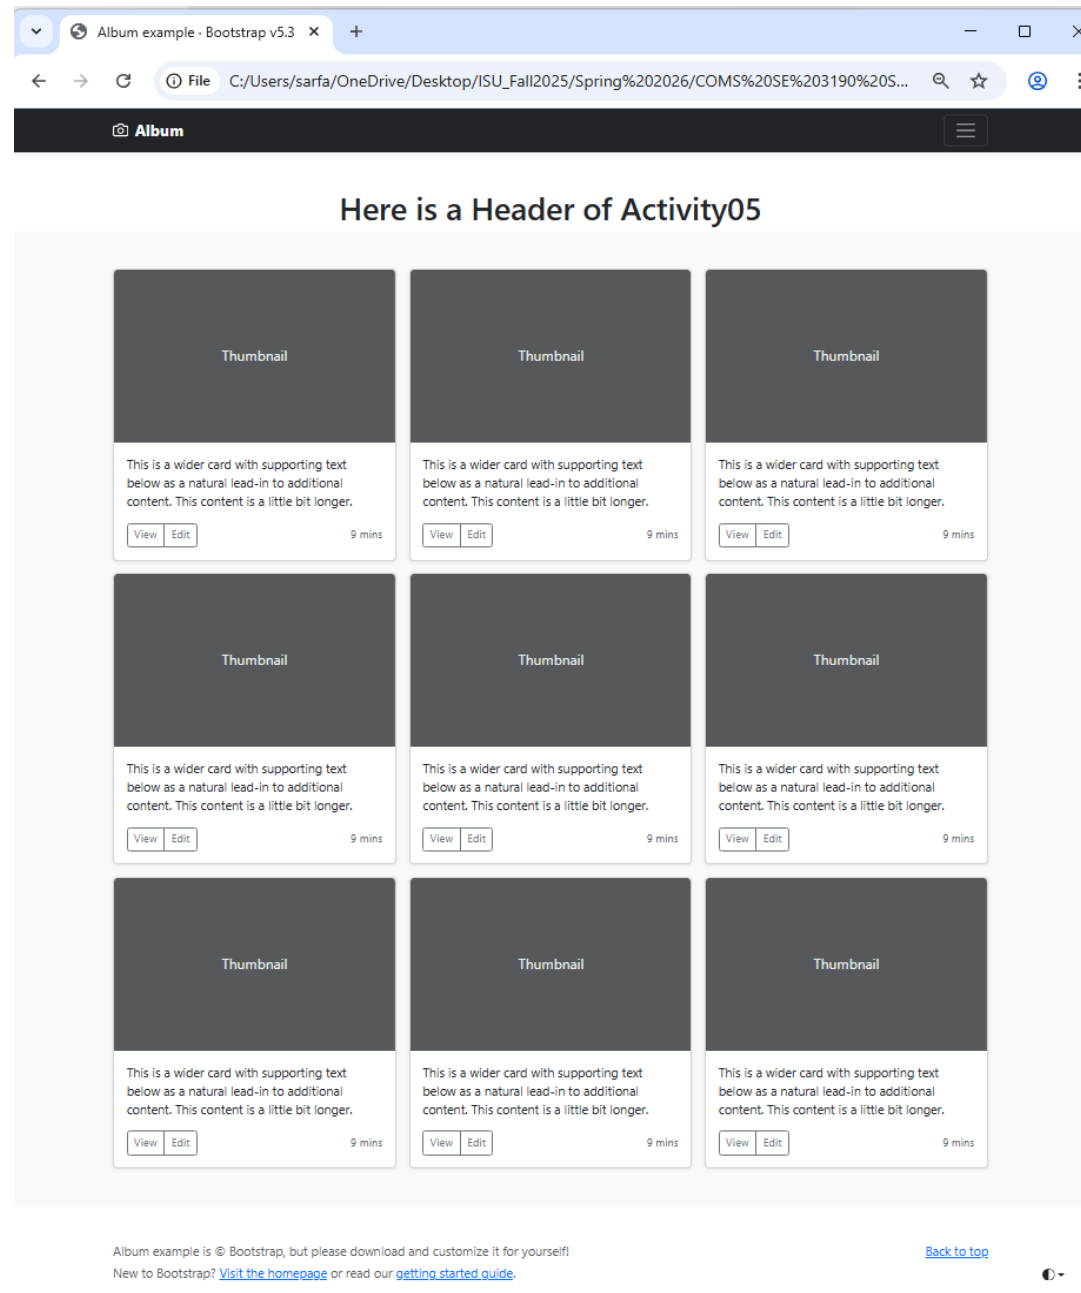 Album example · Bootstrap v5.3
File C:/Users/sarfa/OneDrive/Desktop/ISU_Fall2025/Spring%202026/COMS%20SE%203190%20S...
Album
Here is a Header of Activity05
Thumbnail Thumbnail Thumbnail
This is a wider card with supporting text This is a wider card with supporting text This is a wider card with supporting text
below as a natural lead-in to additional below as a natural lead-in to additional below as a natural lead-in to additional
content. This content is a little bit longer. content. This content is a little bit longer. content. This content is a little bit longer.
View Edit 9 mins View Edit 9 mins View Edit 9 mins
Thumbnail Thumbnail Thumbnail
This is a wider card with supporting text This is a wider card with supporting text This is a wider card with supporting text
below as a natural lead-in to additional below as a natural lead-in to additional below as a natural lead-in to additional
content. This content is a little bit longer. content. This content is a little bit longer. content. This content is a little bit longer.
View Edit 9 mins View Edit 9 mins View Edit 9 mins
Thumbnail Thumbnail Thumbnail
This is a wider card with supporting text This is a wider card with supporting text This is a wider card with supporting text
below as a natural lead-in to additional below as a natural lead-in to additional below as a natural lead-in to additional
content. This content is a little bit longer. content. This content is a little bit longer. content. This content is a little bit longer.
View Edit 9 mins View Edit 9 mins View Edit 9 mins
Album example is © Bootstrap, but please download and customize it for yourself! Back to top
New to Bootstrap? Visit the homepage or read our getting started guide.